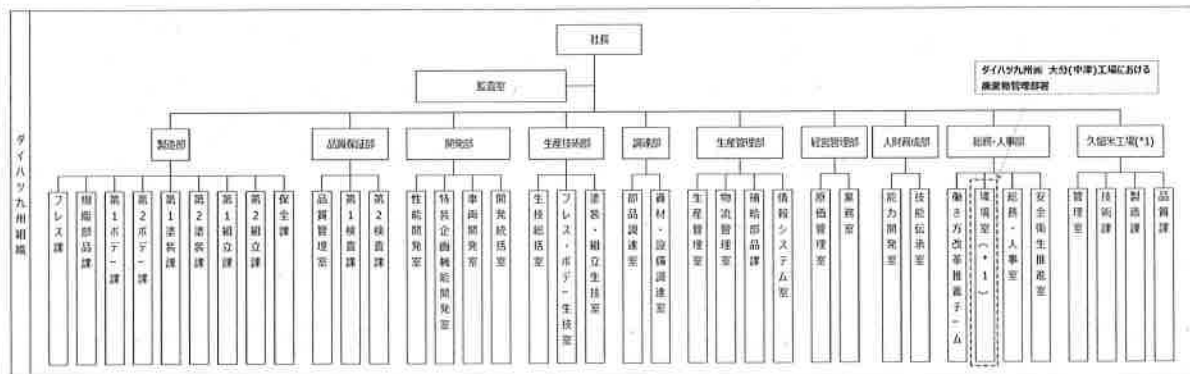 ダイハツ九州組織
社長
監査室
ダイハツ九州㈱ 大分(中津)工場における
廃棄物管理部署
製造部
品質保証部
開発部
生産技術部
調達部
生産管理部
経営管理部
人財育成部
総務・人事部
久留米工場(*1)
プレス課
樹脂部品課
第1ボデー課
第2ボデー課
第1塗装課
第2塗装課
第1組立課
第2組立課
保全課
品質管理室
第1検査課
第2検査課
性能開発室
特装企画機能開発室
車両開発室
開発統括室
生技総括室
プレス・ボデー生技室
塗装・組立生技室
部品調達室
資材・設備調達室
生産管理室
物流管理室
補給部品課
情報システム室
原価管理室
業務室
能力開発室
技能伝承室
働き方改革推進チーム
環境室(*1)
総務・人事室
安全衛生推進室
管理室
技術課
製造課
品質課